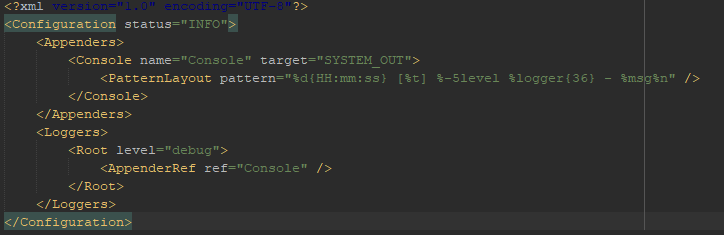 <?xml version="1.0" encoding="UTF-8"?>
<Configuration status="INFO">
<Appenders>
<Console name="Console" target="SYSTEM_OUT">
<PatternLayout pattern="%d{HH:mm:ss} [%t] %-5level %logger{36} - %msg%n" />
</Console>
</Appenders>
<Loggers>
<Root level="debug">
<AppenderRef ref="Console" />
</Root>
</Loggers>
</Configuration>